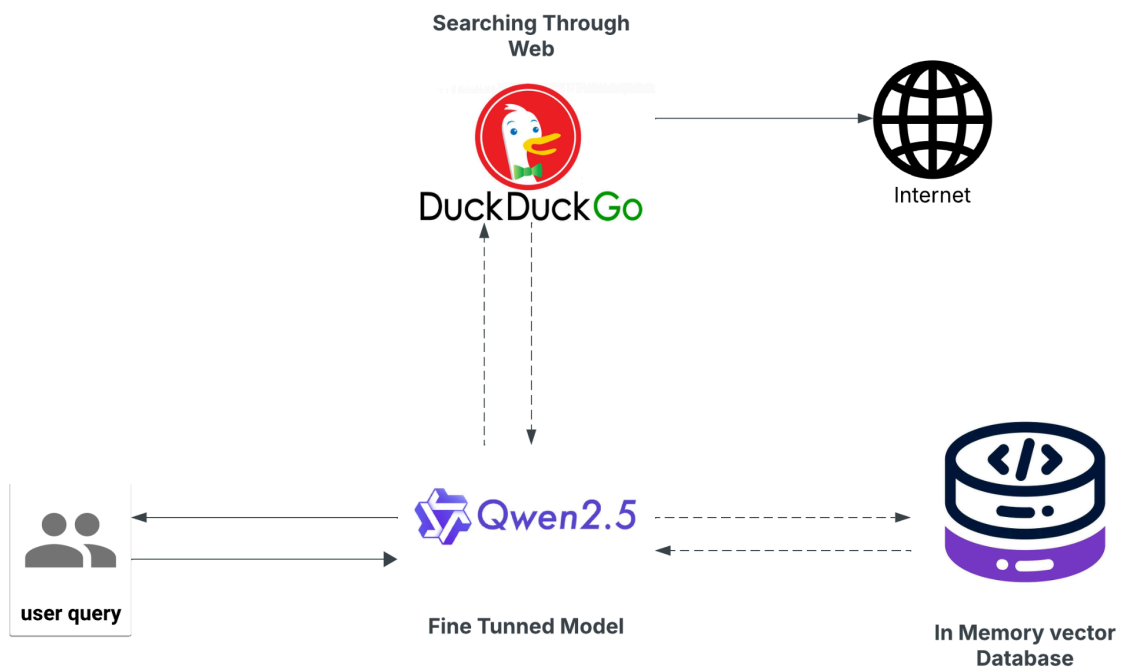 Searching Through
Web
DuckDuckGo
Internet
Qwen2.5
user query
Fine Tunned Model
In Memory vector
Database